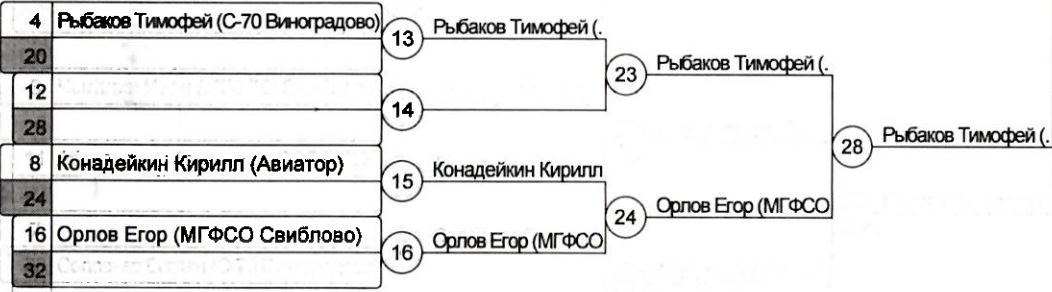 4 Рыбаков Тимофей (С-70 Виноградово)
13 Рыбаков Тимофей (.
20
23 Рыбаков Тимофей (.
12
14
28
28 Рыбаков Тимофей (.
8 Конадейкин Кирилл (Авиатор)
15 Конадейкин Кирилл
24
24 Орлов Егор (МГФСО
16 Орлов Егор (МГФСО Свиблово)
16 Орлов Егор (МГФСО
32